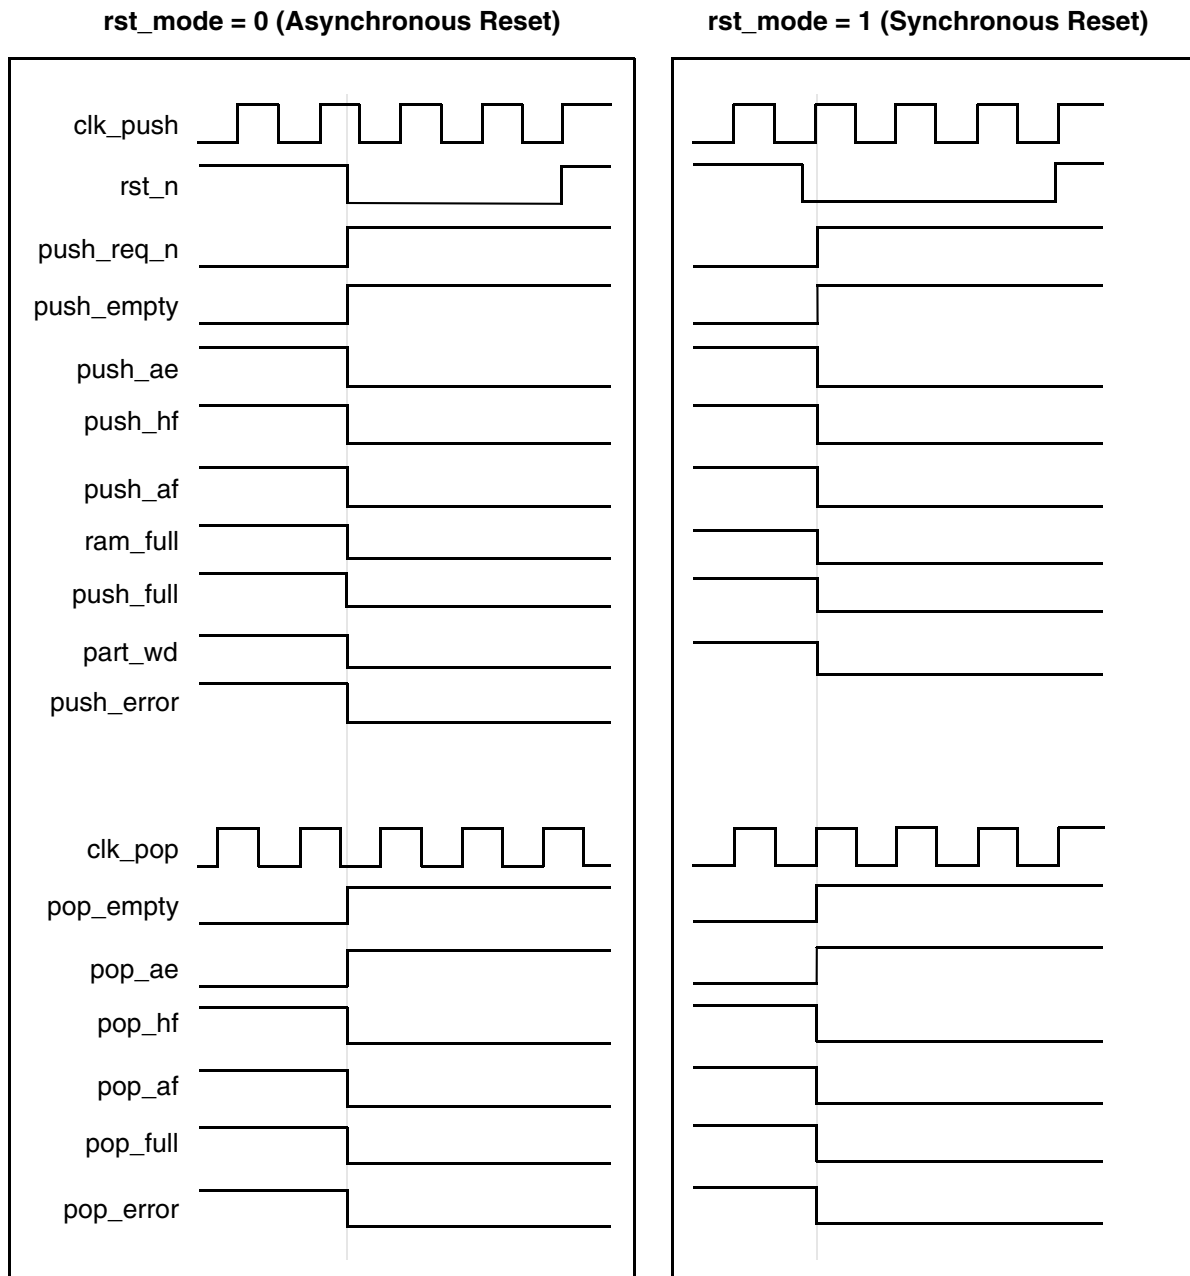 rst_mode = 0 (Asynchronous Reset)
rst_mode = 1 (Synchronous Reset)
clk_push
rst_n
push_req_n
push_empty
push_ae
push_hf
push_af
ram_full
push_full
part_wd
push_error
clk_pop
pop_empty
pop_ae
pop_hf
pop_af
pop_full
pop_error